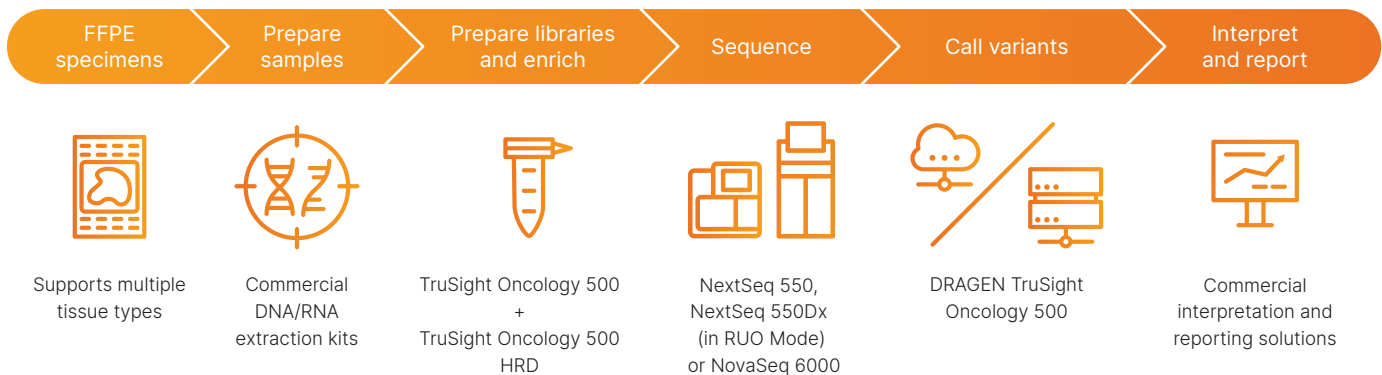 FFPE
specimens
Prepare
samples
Prepare libraries
and enrich
Sequence
Call variants
Interpret
and report
Supports multiple
tissue types
Commercial
DNA/RNA
extraction kits
TruSight Oncology 500
+
TruSight Oncology 500
HRD
NextSeq 550,
NextSeq 550Dx
(in RUO Mode)
or NovaSeq 6000
DRAGEN TruSight
Oncology 500
Commercial
interpretation and
reporting solutions